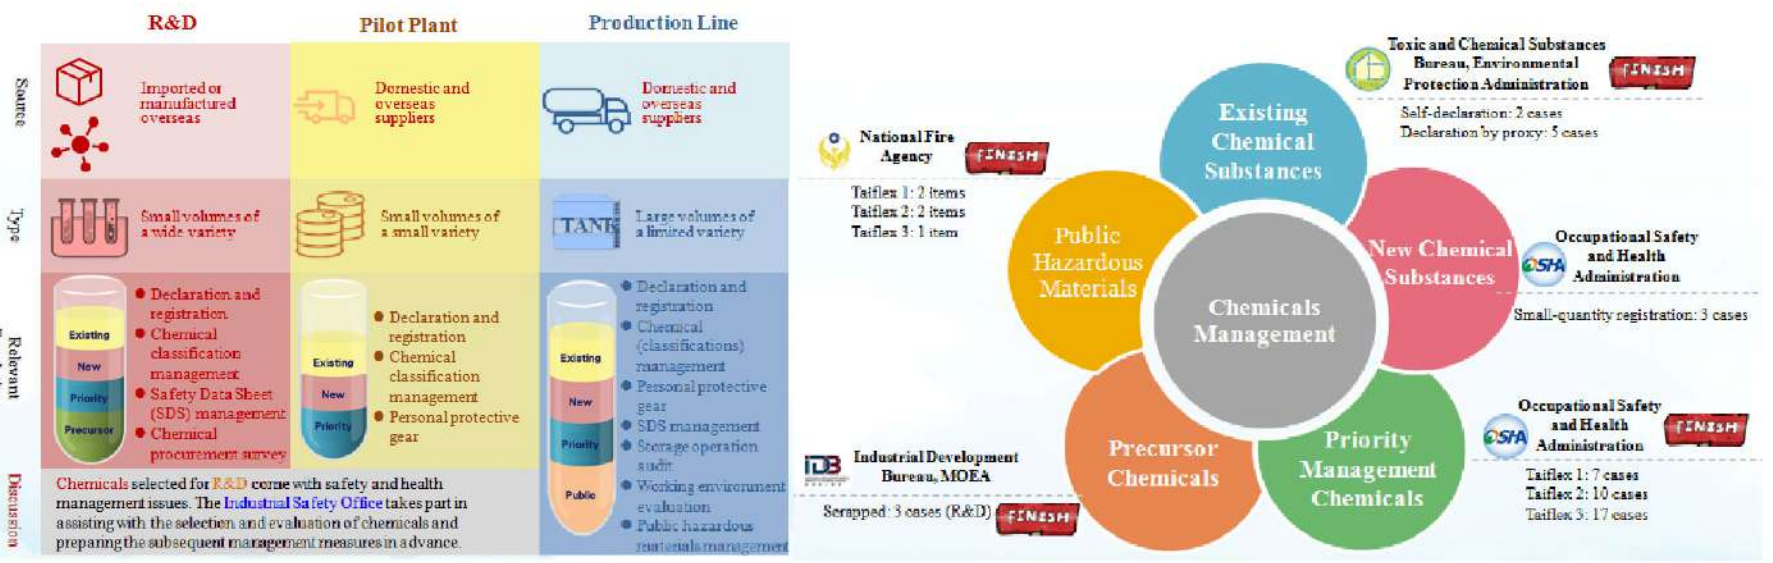 R&D
Pilot Plant
Production Line
Source
Imported or
manufactured
overseas
Domestic and
overseas
suppliers
Domestic and
overseas
suppliers
Type
Small volumes of
a wide variety
Small volumes of
a small variety
TANK
Large volumes of
a limited variety
Relevant
Existing
New
Priority
Precursor
● Declaration and
registration
● Chemical
classification
management
● Safety Data Sheet
(SDS) management
● Chemical
procurement survey
Existing
New
Priority
● Declaration and
registration
● Chemical
classification
management
● Personal protective
gear
Existing
New
Priority
Public
● Declaration and
registration
● Chemical
(classifications)
management
● Personal protective
gear
● SDS management
● Storage operation
audit
● Working environment
evaluation
● Public hazardous
materials management
Discussion
Chemicals selected for R&D come with safety and health
management issues. The Industrial Safety Office takes part in
assisting with the selection and evaluation of chemicals and
preparing the subsequent management measures in advance.
Chemicals
Management
Existing
Chemical
Substances
New Chemical
Substances
Priority
Management
Chemicals
Precursor
Chemicals
Public
Hazardous
Materials
Toxic and Chemical Substances
Bureau, Environmental
Protection Administration
FINISH
Self-declaration: 2 cases
Declaration by proxy: 5 cases
OSHA
Occupational Safety
and Health
Administration
Small-quantity registration: 3 cases
OSHA
Occupational Safety
and Health
Administration
FINISH
Taiflex 1: 7 cases
Taiflex 2: 10 cases
Taiflex 3: 17 cases
IDB
Industrial Development
Bureau, MOEA
Scrapped: 3 cases (R&D)
FINISH
National Fire
Agency
FINISH
Taiflex 1: 2 items
Taiflex 2: 2 items
Taiflex 3: 1 item